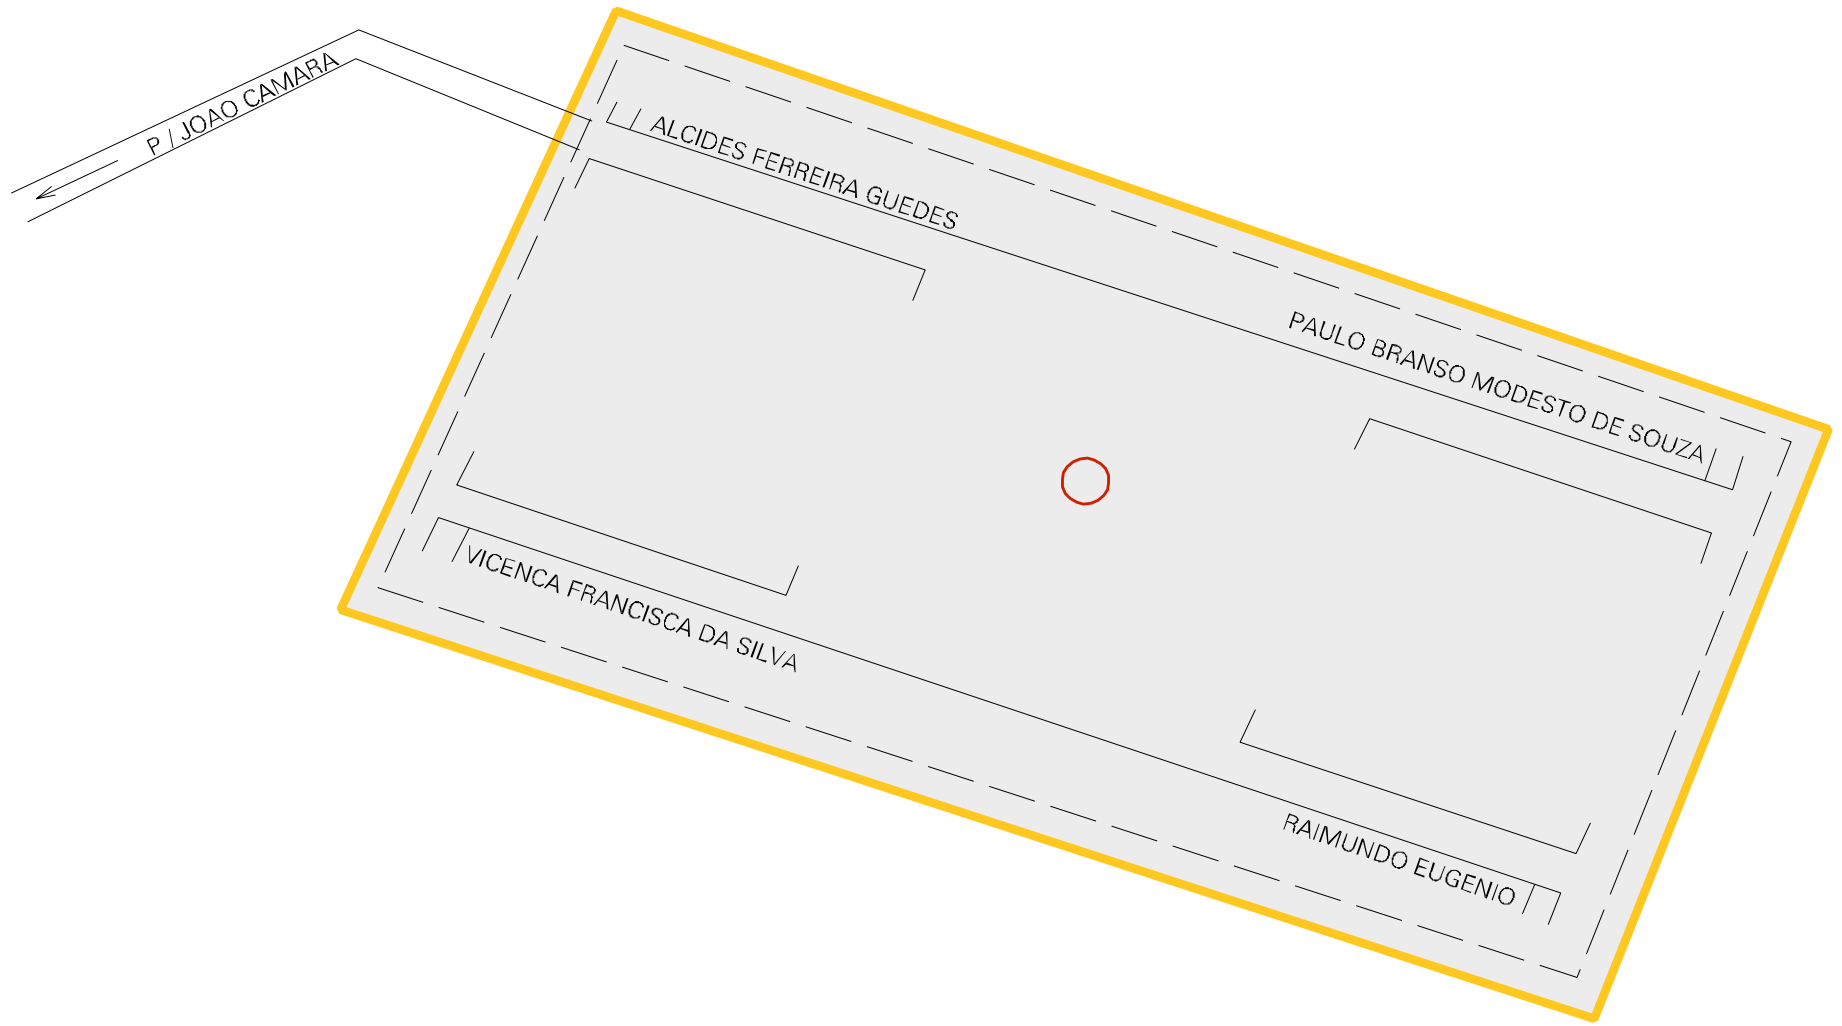 P / JOAO CAMARA
ALCIDES FERREIRA GUEDES
PAULO BRANSO MODESTO DE SOUZA
VICENCA FRANCISCA DA SILVA
RAIMUNDO EUGENIO